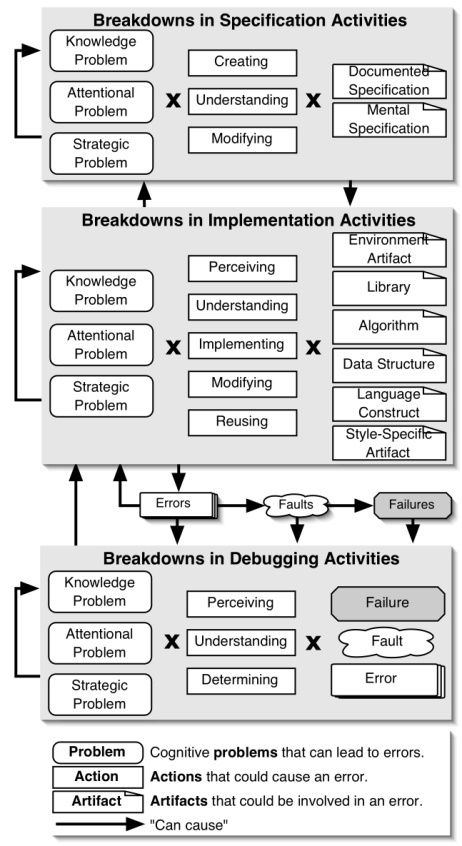 Breakdowns in Specification Activities
Knowledge
Problem
Attentional
Problem
Strategic
Problem
x
Creating
Understanding
Modifying
x
Documented
Specification
Mental
Specification
Breakdowns in Implementation Activities
Knowledge
Problem
Attentional
Problem
Strategic
Problem
x
Perceiving
Understanding
Implementing
Modifying
Reusing
x
Environment
Artifact
Library
Algorithm
Data Structure
Language
Construct
Style-Specific
Artifact
Errors
Faults
Failures
Breakdowns in Debugging Activities
Knowledge
Problem
Attentional
Problem
Strategic
Problem
x
Perceiving
Understanding
Determining
x
Failure
Fault
Error
Problem Cognitive problems that can lead to errors.
Action Actions that could cause an error.
Artifact Artifacts that could be involved in an error.
"Can cause"